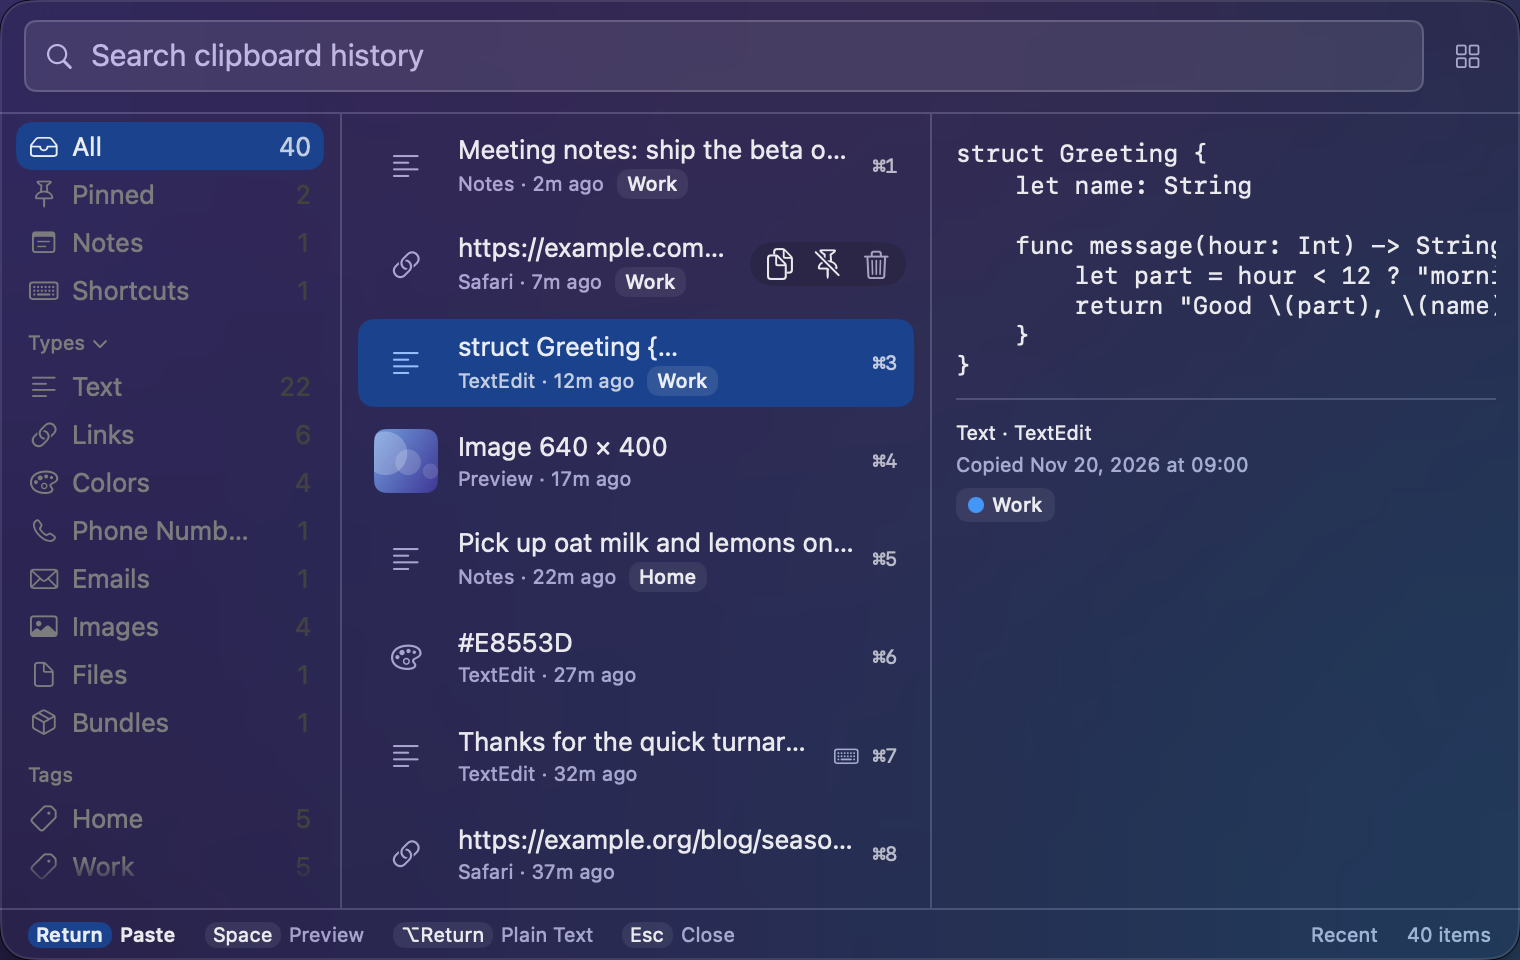 Search clipboard history
All 40
Pinned 2
Notes 1
Shortcuts 1
Types
Text 22
Links 6
Colors 4
Phone Numb... 1
Emails 1
Images 4
Files 1
Bundles 1
Tags
Home 5
Work 5
Meeting notes: ship the beta o... ⌘1
Notes · 2m ago Work
https://example.com...
Safari · 7m ago Work
struct Greeting {... ⌘3
TextEdit · 12m ago Work
Image 640 × 400 ⌘4
Preview · 17m ago
Pick up oat milk and lemons on... ⌘5
Notes · 22m ago Home
#E8553D ⌘6
TextEdit · 27m ago
Thanks for the quick turnar... ⌘7
TextEdit · 32m ago
https://example.org/blog/seaso... ⌘8
Safari · 37m ago
struct Greeting {
    let name: String
    func message(hour: Int) -> String
        let part = hour < 12 ? "morni
        return "Good \(part), \(name)
    }
}
Text · TextEdit
Copied Nov 20, 2026 at 09:00
Work
Return Paste Space Preview ⌥Return Plain Text Esc Close Recent 40 items